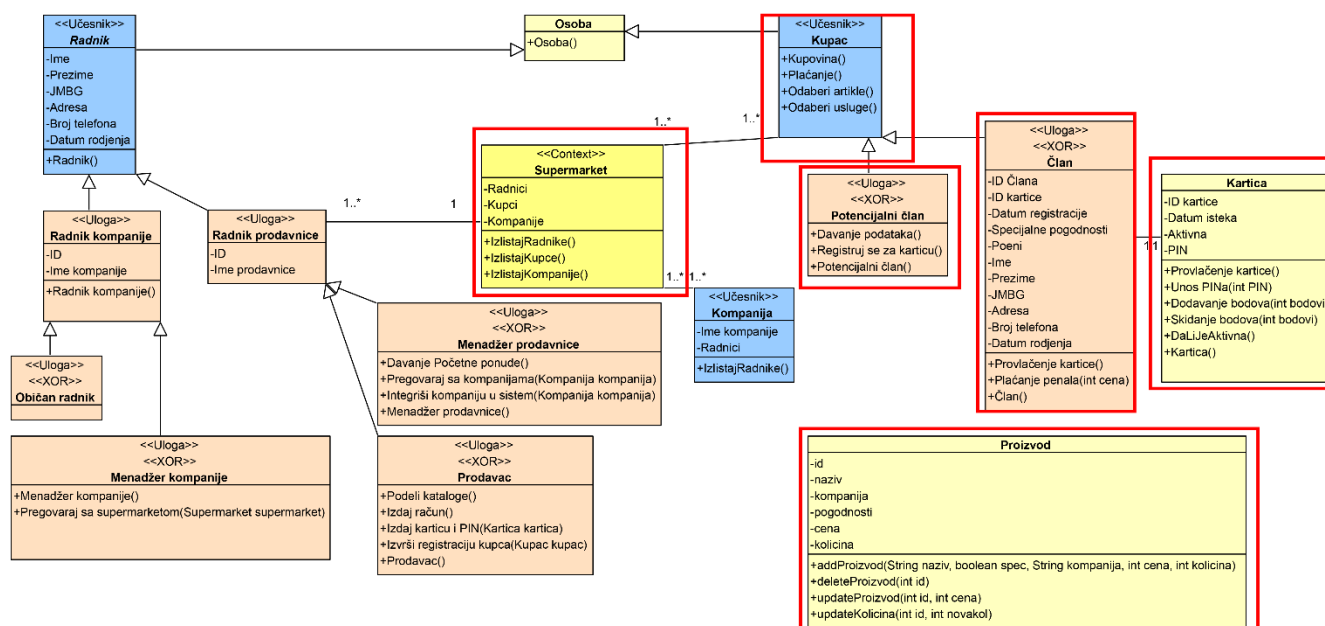 <<Učesnik>>
Radnik
-Ime
-Prezime
-JMBG
-Adresa
-Broj telefona
-Datum rodjenja
+Radnik()
Osoba
+Osoba()
<<Učesnik>>
Kupac
+Kupovina()
+Plaćanje()
+Odaberi artikle()
+Odaberi usluge()
1..*
1..*
<<Context>>
Supermarket
-Radnici
-Kupci
-Kompanije
+IzlistajRadnike()
+IzlistajKupce()
+IzlistajKompanije()
1..*
1
1..*
1..*
<<Uloga>>
<<XOR>>
Potencijalni član
+Davanje podataka()
+Registruj se za karticu()
+Potencijalni član()
<<Uloga>>
<<XOR>>
Član
-ID Člana
-ID kartice
-Datum registracije
-Specijalne pogodnosti
-Poeni
-Ime
-Prezime
-JMBG
-Adresa
-Broj telefona
-Datum rodjenja
+Provlačenje kartice()
+Plaćanje penala(int cena)
+Član()
1
1
Kartica
-ID kartice
-Datum isteka
-Aktivna
-PIN
+Provlačenje kartice()
+Unos PINa(int PIN)
+Dodavanje bodova(int bodovi)
+Skidanje bodova(int bodovi)
+DaLiJeAktivna()
+Kartica()
<<Uloga>>
Radnik kompanije
-ID
-Ime kompanije
+Radnik kompanije()
<<Uloga>>
Radnik prodavnice
-ID
-Ime prodavnice
<<Učesnik>>
Kompanija
-Ime kompanije
-Radnici
+IzlistajRadnike()
<<Uloga>>
<<XOR>>
Menadžer prodavnice
+Davanje Početne ponude()
+Pregovaraj sa kompanijama(Kompanija kompanija)
+Integriši kompaniju u sistem(Kompanija kompanija)
+Menadžer prodavnice()
<<Uloga>>
<<XOR>>
Običan radnik
<<Uloga>>
<<XOR>>
Menadžer kompanije
+Menadžer kompanije()
+Pregovaraj sa supermarketom(Supermarket supermarket)
<<Uloga>>
<<XOR>>
Prodavac
+Podeli kataloge()
+Izdaj račun()
+Izdaj karticu i PIN(Kartica kartica)
+Izvrši registraciju kupca(Kupac kupac)
+Prodavac()
Proizvod
-id
-naziv
-kompanija
-pogodnosti
-cena
-kolicina
+addProizvod(String naziv, boolean spec, String kompanija, int cena, int kolicina)
+deleteProizvod(int id)
+updateProizvod(int id, int cena)
+updateKolicina(int id, int novakol)